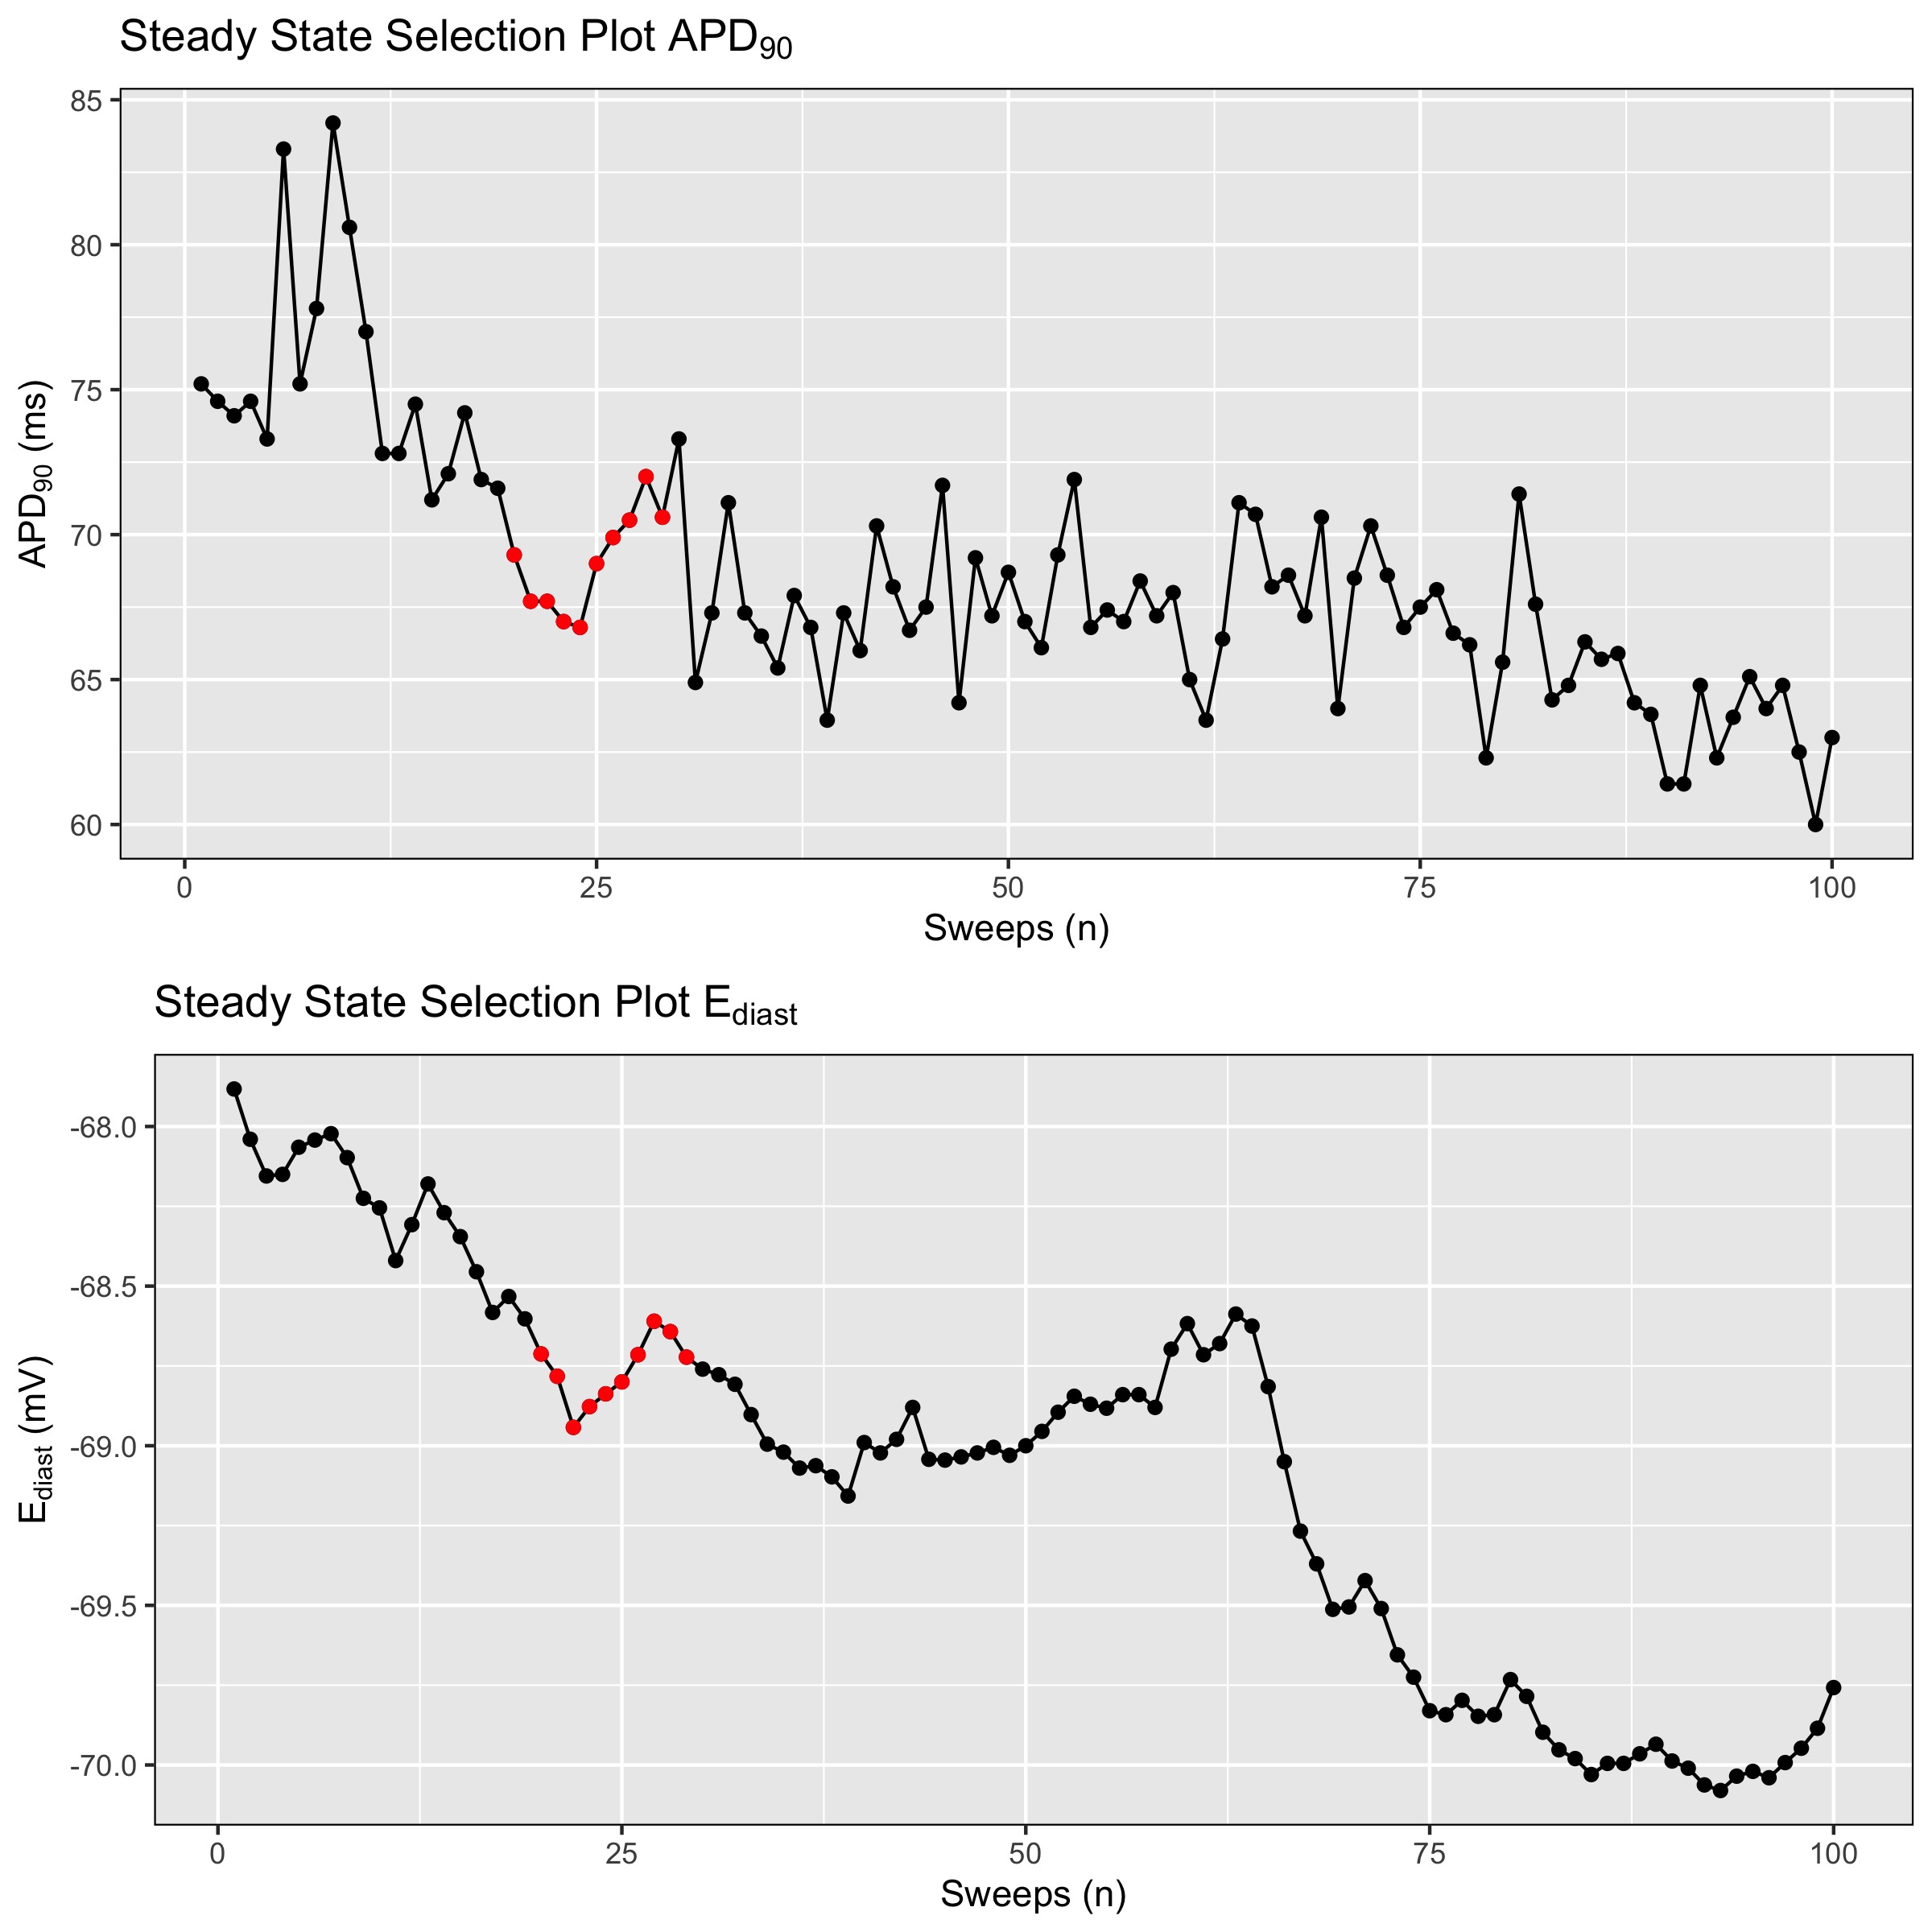 Steady State Selection Plot APD90
85
80
75
70
65
60
APD90 (ms)
0 25 50 75 100
Sweeps (n)
Steady State Selection Plot Ediast
-68.0
-68.5
-69.0
-69.5
-70.0
Ediast (mV)
0 25 50 75 100
Sweeps (n)